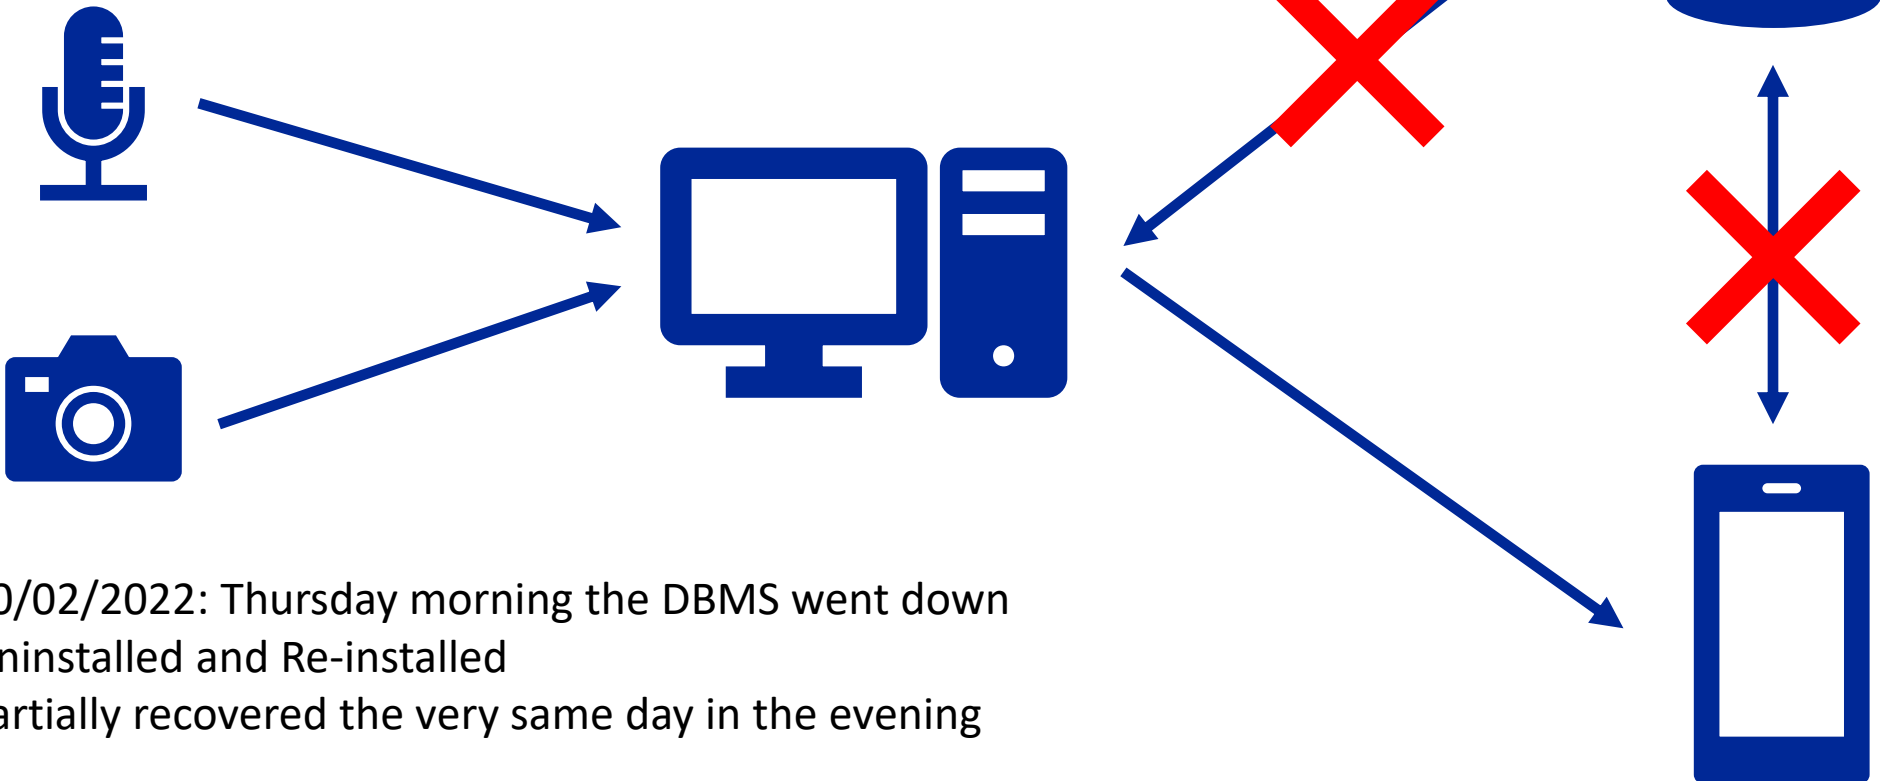 0/02/2022: Thursday morning the DBMS went down
ninstalled and Re-installed
artially recovered the very same day in the evening